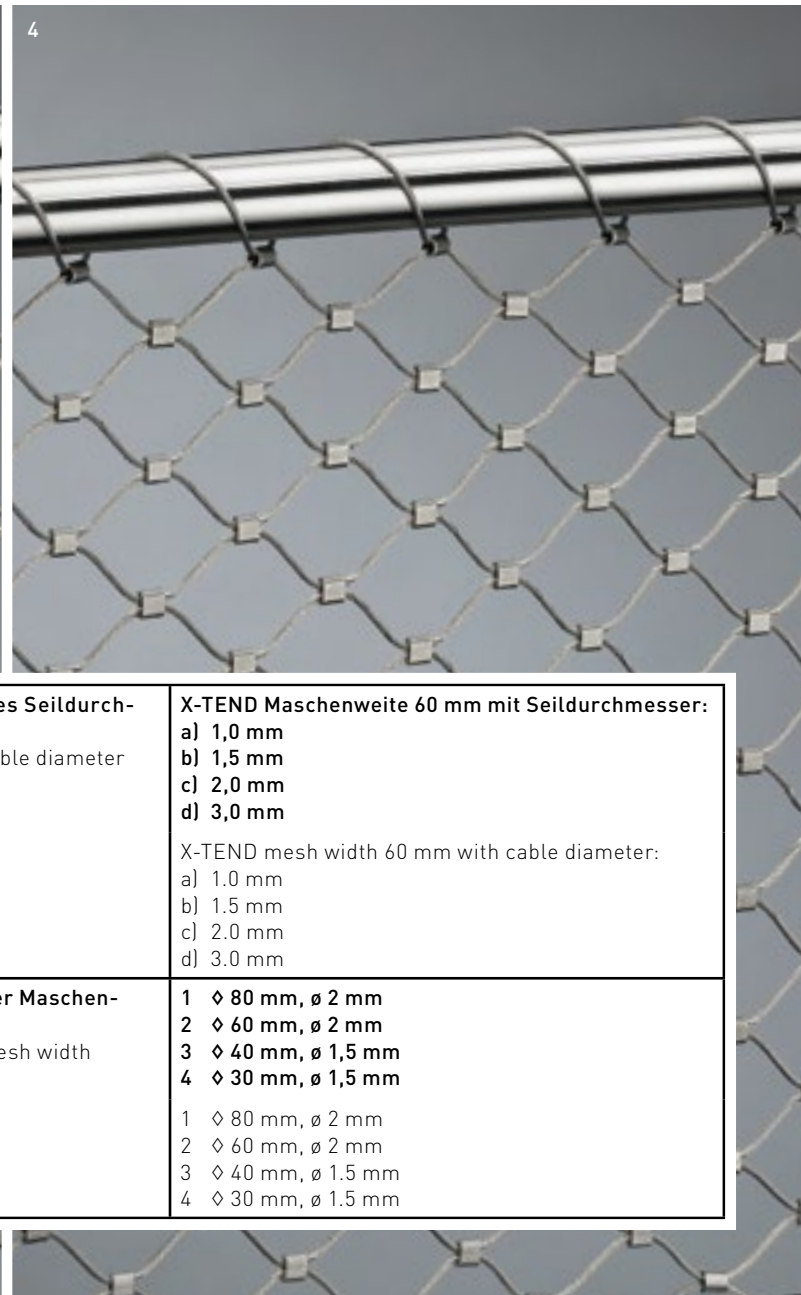 4
es Seildurch-
ble diameter
X-TEND Maschenweite 60 mm mit Seildurchmesser:
a) 1,0 mm
b) 1,5 mm
c) 2,0 mm
d) 3,0 mm
X-TEND mesh width 60 mm with cable diameter:
a) 1.0 mm
b) 1.5 mm
c) 2.0 mm
d) 3.0 mm
er Maschen-
esh width
1 ◊ 80 mm, ø 2 mm
2 ◊ 60 mm, ø 2 mm
3 ◊ 40 mm, ø 1,5 mm
4 ◊ 30 mm, ø 1,5 mm
1 ◊ 80 mm, ø 2 mm
2 ◊ 60 mm, ø 2 mm
3 ◊ 40 mm, ø 1.5 mm
4 ◊ 30 mm, ø 1.5 mm